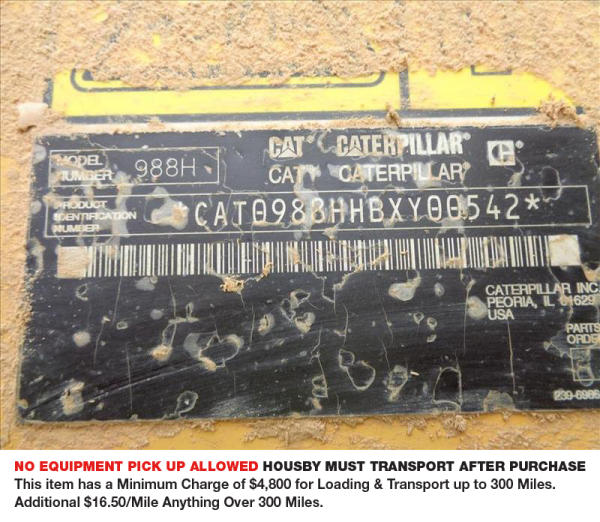 CAT CATERPILLAR
CAT CATERPILLAR
MODEL NUMBER 988H
PRODUCT IDENTIFICATION NUMBER *CAT0988HHBXY00542*
CATERPILLAR INC.
PEORIA, IL 61629
USA
PARTS
ORDER
NO EQUIPMENT PICK UP ALLOWED HOUSBY MUST TRANSPORT AFTER PURCHASE
This item has a Minimum Charge of $4,800 for Loading & Transport up to 300 Miles.
Additional $16.50/Mile Anything Over 300 Miles.